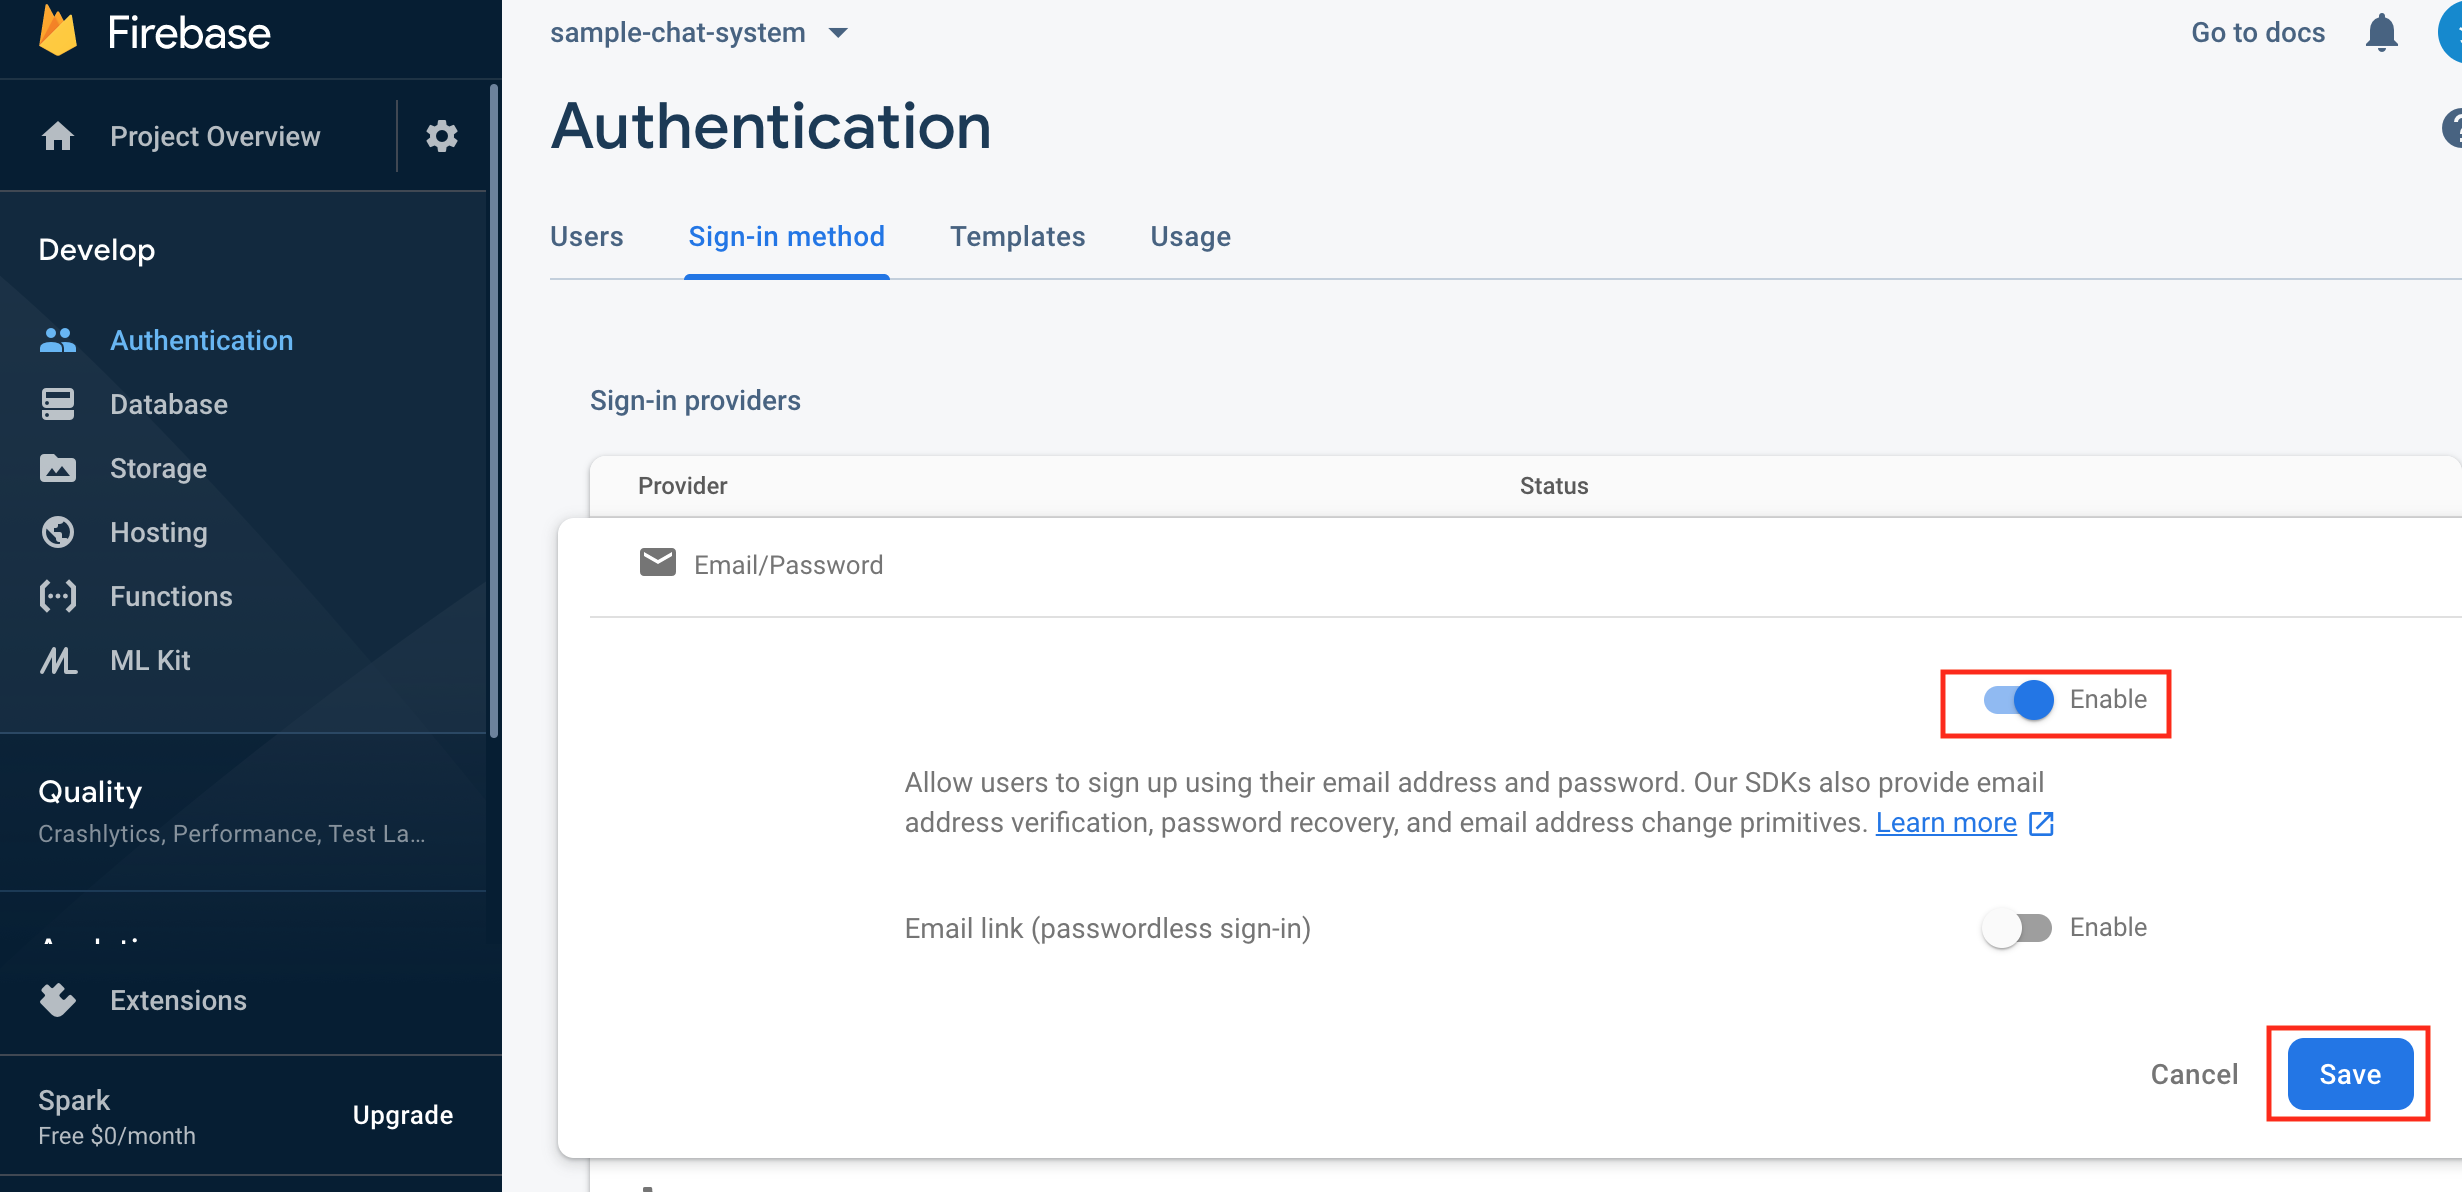 Firebase
Project Overview
Develop
Authentication
Database
Storage
Hosting
Functions
ML Kit
Quality
Crashlytics, Performance, Test La...
Extensions
Spark
Free $0/month
Upgrade
sample-chat-system
Go to docs
Authentication
Users
Sign-in method
Templates
Usage
Sign-in providers
Provider
Status
Email/Password
Enable
Allow users to sign up using their email address and password. Our SDKs also provide email
address verification, password recovery, and email address change primitives. Learn more
Email link (passwordless sign-in)
Enable
Cancel
Save